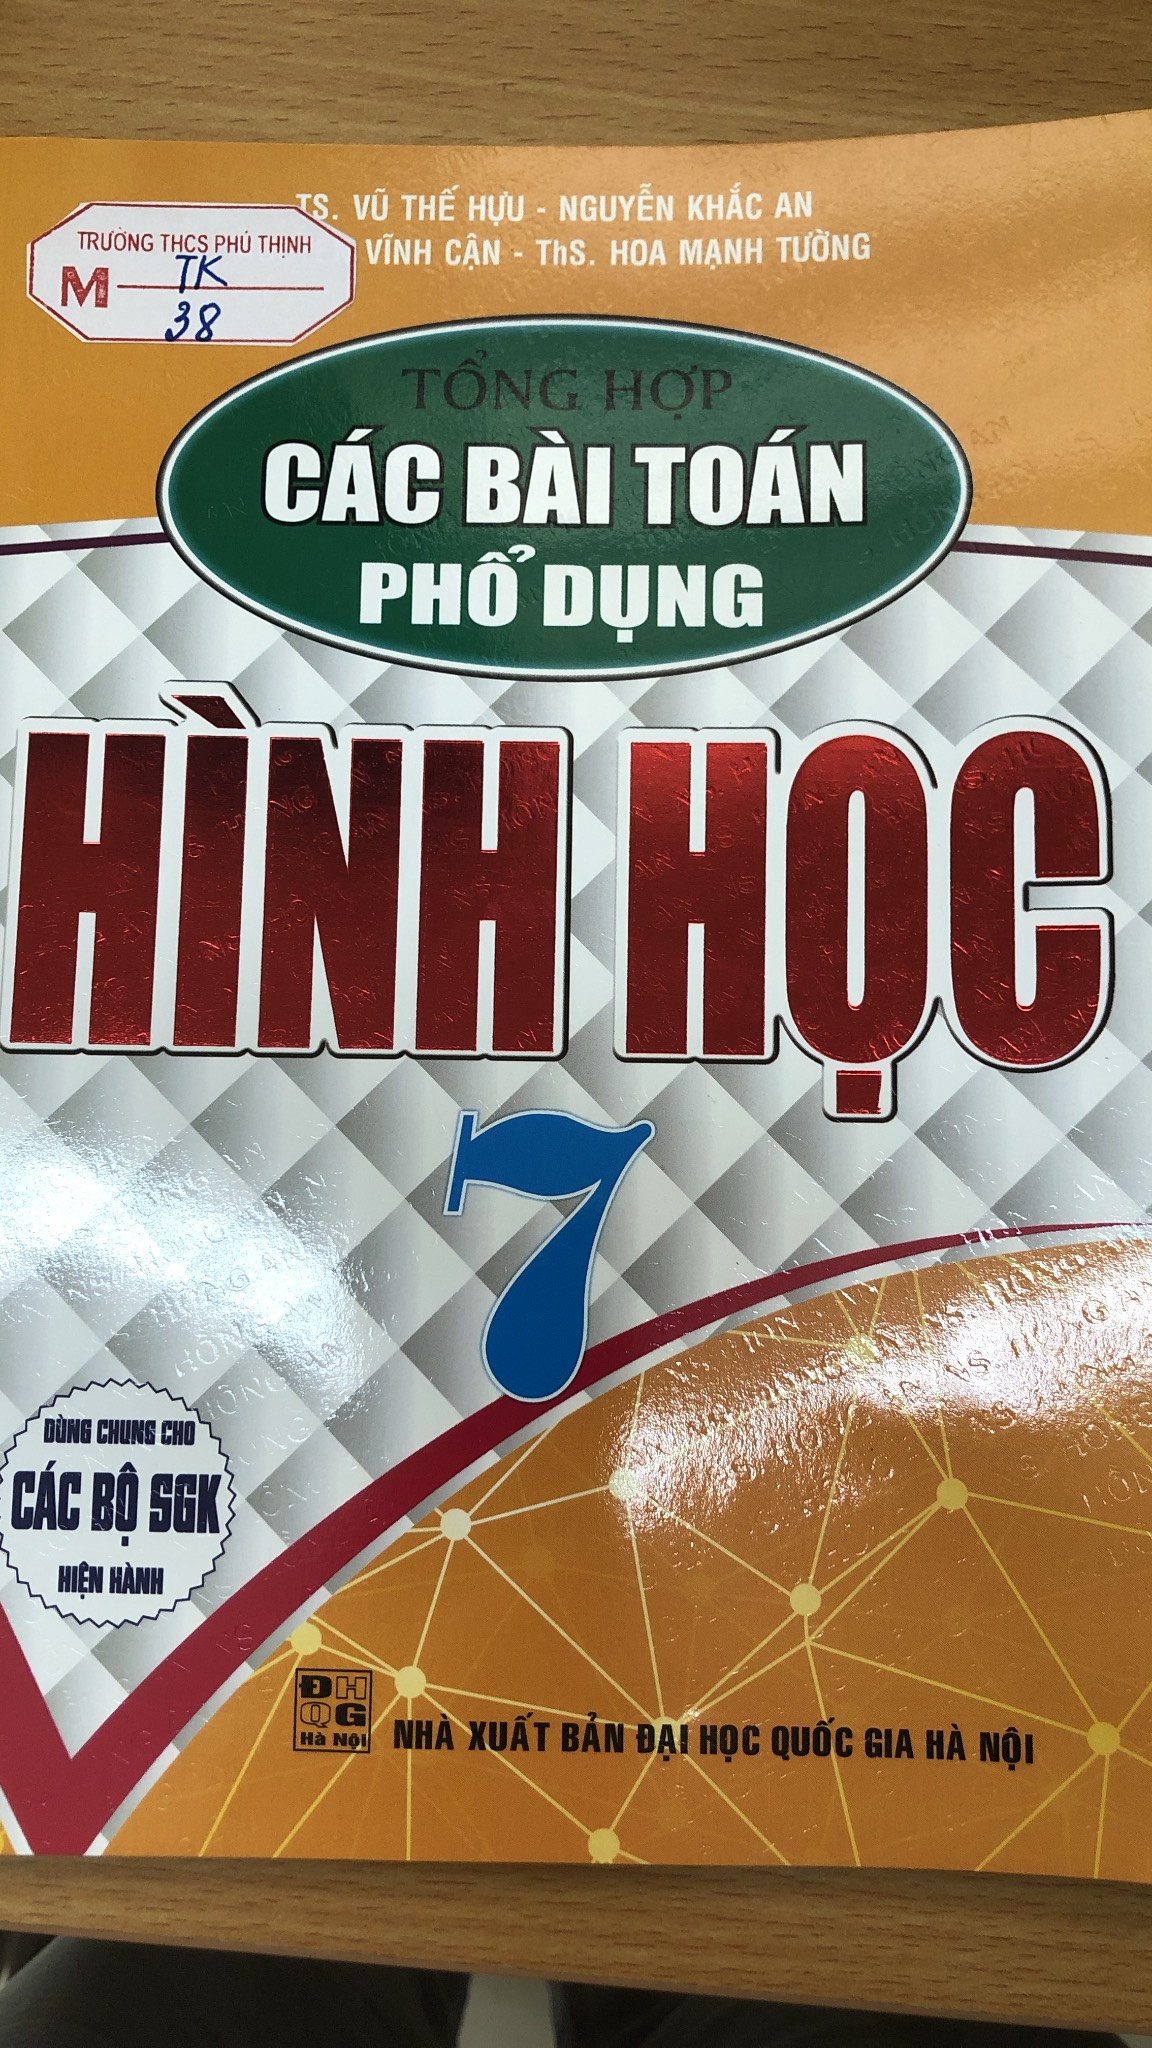 TS. VŨ THẾ HỰU - NGUYỄN KHẮC AN
VĨNH CẬN - ThS. HOA MẠNH TƯỜNG
TRƯỜNG THCS PHÚ THỊNH
M TK
38
TỔNG HỢP
CÁC BÀI TOÁN
PHỔ DỤNG
HÌNH HỌC
7
DÙNG CHUNG CHO
CÁC BỘ SGK
HIỆN HÀNH
ĐH
QG
Hà Nội
NHÀ XUẤT BẢN ĐẠI HỌC QUỐC GIA HÀ NỘI